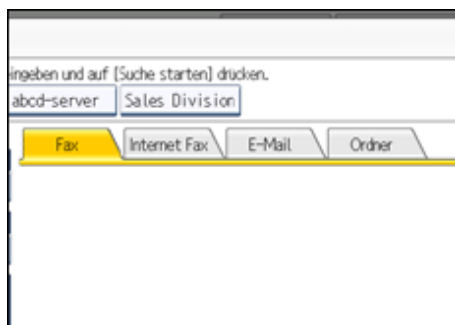 eingeben und auf [Suche starten] drücken.
abcd-server Sales Division
Fax Internet Fax E-Mail Ordner